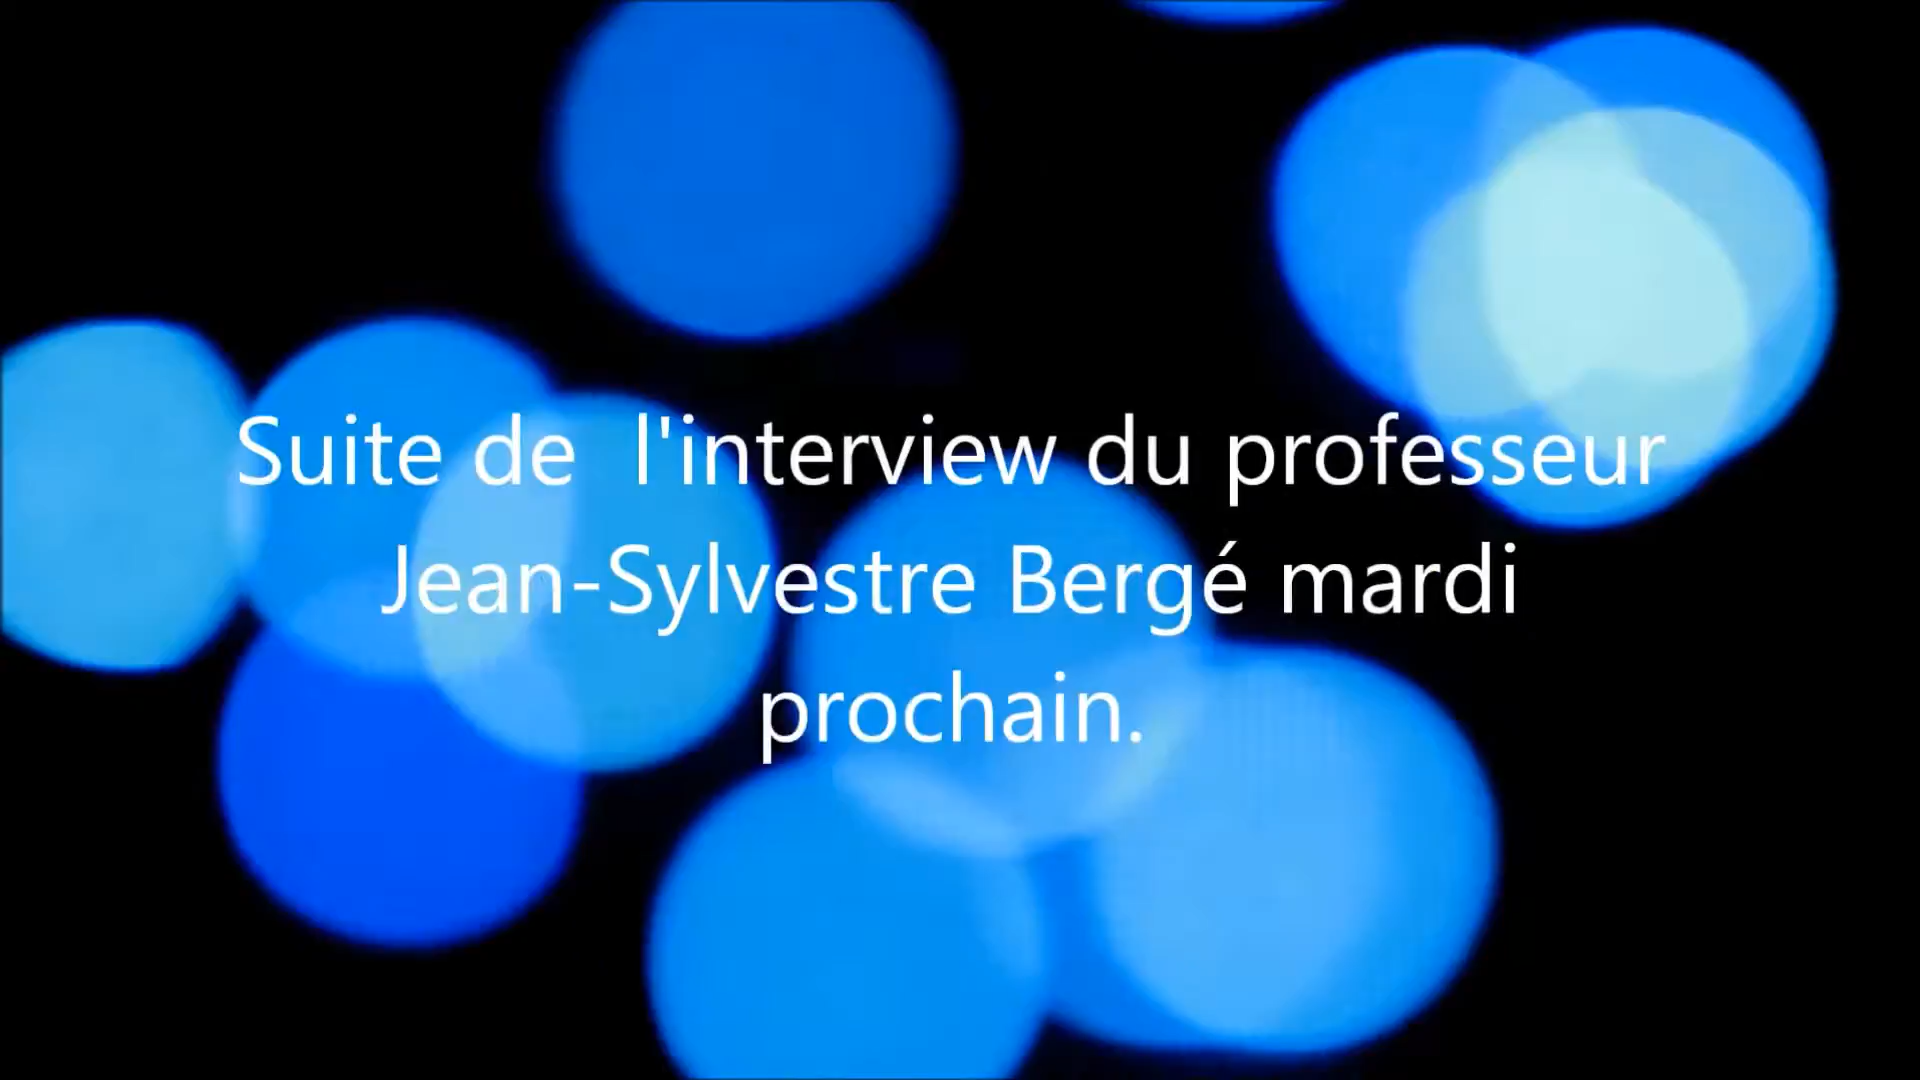 Suite de  l'interview du professeur
Jean-Sylvestre Bergé mardi
prochain.